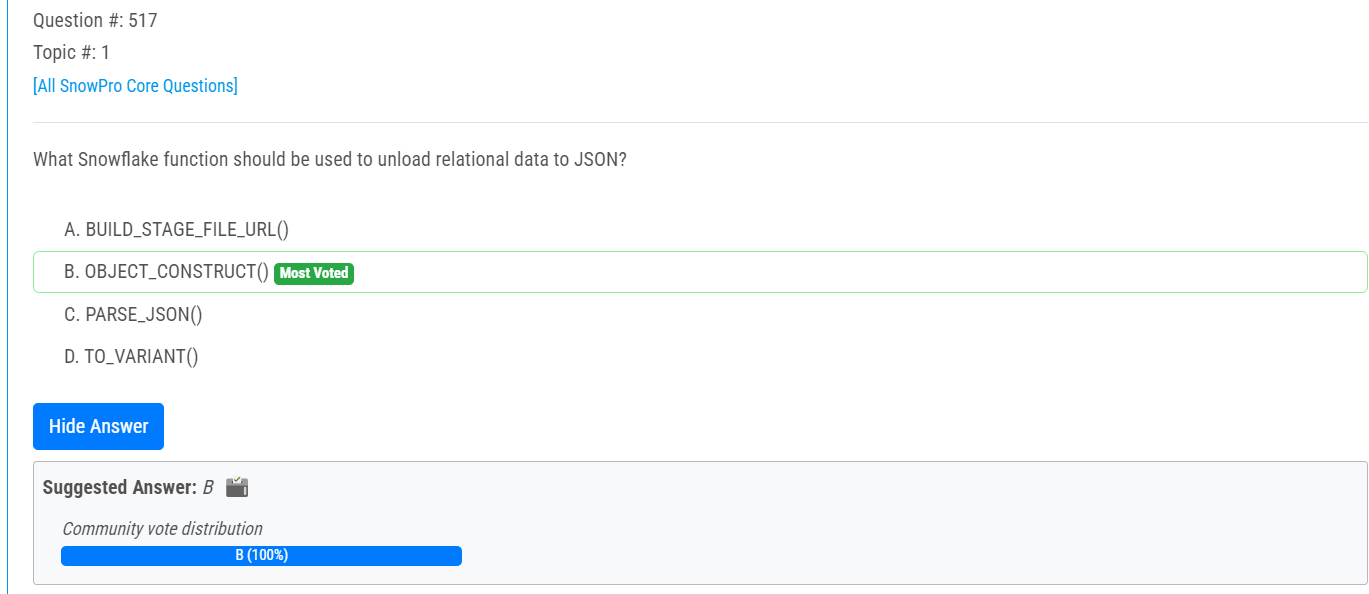 Question #: 517
Topic #: 1
[All SnowPro Core Questions]
What Snowflake function should be used to unload relational data to JSON?
A. BUILD_STAGE_FILE_URL()
B. OBJECT_CONSTRUCT() Most Voted
C. PARSE_JSON()
D. TO_VARIANT()
Hide Answer
Suggested Answer: B
Community vote distribution
B (100%)